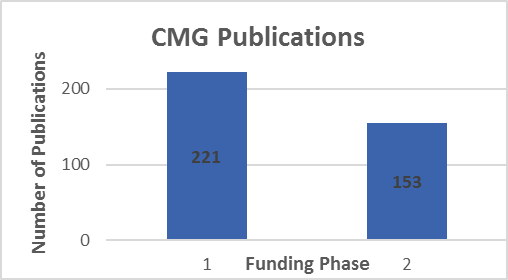 CMG Publications
Number of Publications
200
100
0
221
153
1 Funding Phase 2